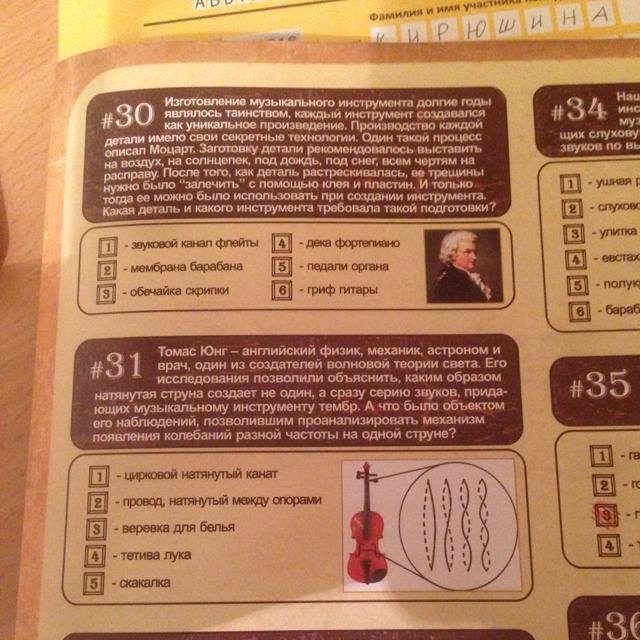 Фамилия и имя участника
К И Р Ю Ш И Н А
#30
Изготовление музыкального инструмента долгие годы
являлось таинством, каждый инструмент создавался
как уникальное произведение. Производство каждой
детали имело свои секретные технологии. Один такой процесс
описал Моцарт. Заготовку детали рекомендовалось выставить
на воздух, на солнцепек, под дождь, под снег, всем чертям на
расправу. После того, как деталь растрескивалась, ее трещины
нужно было "залечить" с помощью клея и пластин. И только
тогда ее можно было использовать при создании инструмента.
Какая деталь и какого инструмента требовала такой подготовки?
1 - звуковой канал флейты
2 - мембрана барабана
3 - обечайка скрипки
4 - дека фортепиано
5 - педали органа
6 - гриф гитары
#31
Томас Юнг – английский физик, механик, астроном и
врач, один из создателей волновой теории света. Его
исследования позволили объяснить, каким образом
натянутая струна создает не один, а сразу серию звуков, прида-
ющих музыкальному инструменту тембр. А что было объектом
его наблюдений, позволившим проанализировать механизм
появления колебаний разной частоты на одной струне?
1 - цирковой натянутый канат
2 - провод, натянутый между опорами
3 - веревка для белья
4 - тетива лука
5 - скакалка
#34
щих слухову
звуков по вы
1 - ушная р
2 - слухово
3 - улитка
4 - евстах
5 - полук
6 - бараб
#35
1 - га
2 - го
3 - г
4 - т
#36